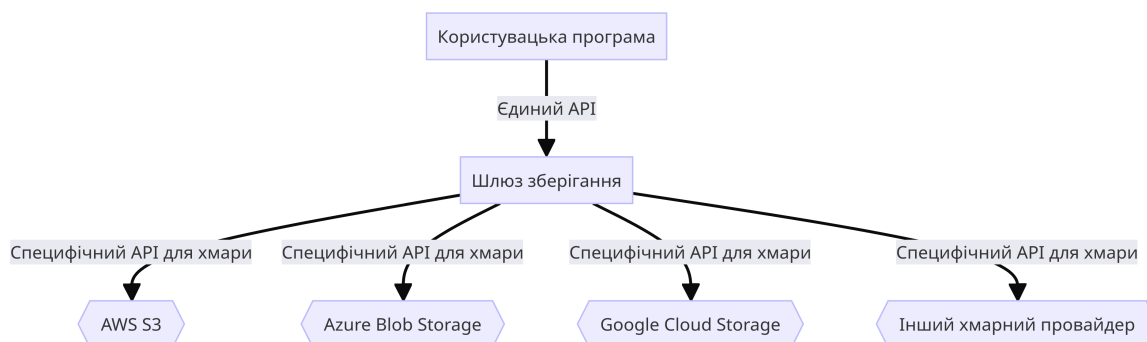 Користувацька програма
Єдиний API
Шлюз зберігання
Специфічний API для хмари
Специфічний API для хмари
Специфічний API для хмари
Специфічний API для хмари
AWS S3
Azure Blob Storage
Google Cloud Storage
Інший хмарний провайдер